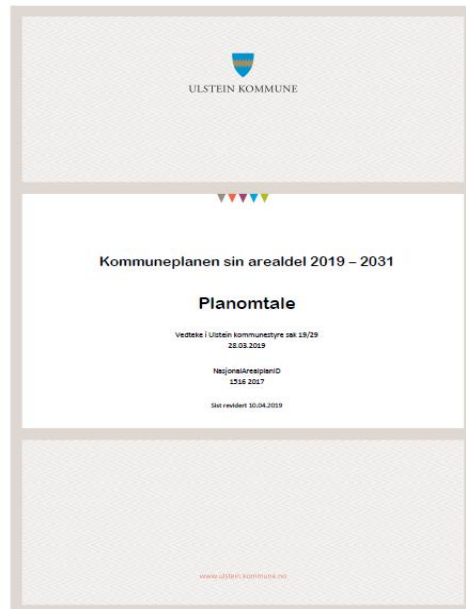 ULSTEIN KOMMUNE
Kommuneplanen sin arealdel 2019 – 2031
Planomtale
Vedteke i Ulstein kommunestyre sak 19/29
28.03.2019
NasjonalArealplanID
1516 2017
Sist revidert 10.04.2019
www.ulstein.kommune.no